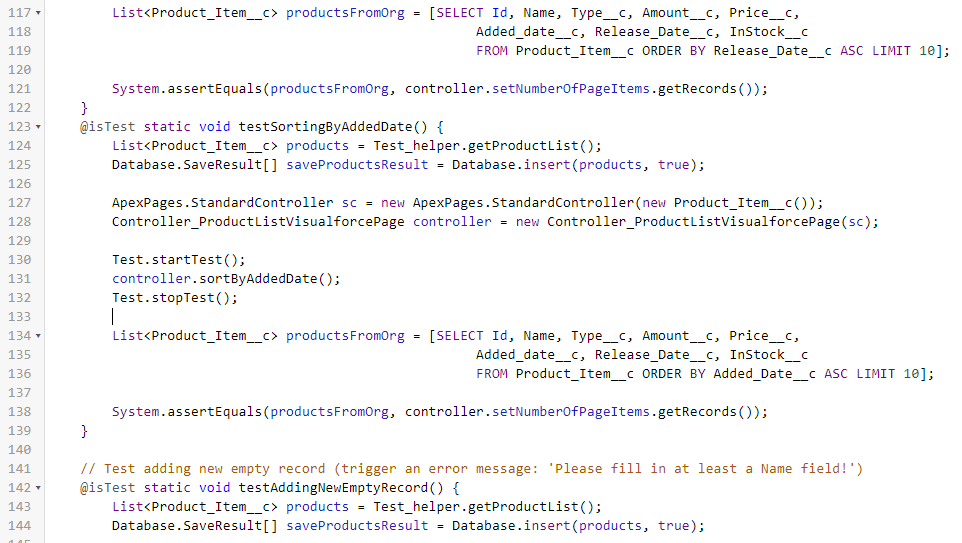 117 List<Product_Item__c> productsFromOrg = [SELECT Id, Name, Type__c, Amount__c, Price__c,
118 Added_date__c, Release_Date__c, InStock__c
119 FROM Product_Item__c ORDER BY Release_Date__c ASC LIMIT 10];
120
121 System.assertEquals(productsFromOrg, controller.setNumberOfPageItems.getRecords());
122 }
123 @isTest static void testSortingByAddedDate() {
124 List<Product_Item__c> products = Test_helper.getProductList();
125 Database.SaveResult[] saveProductsResult = Database.insert(products, true);
126
127 ApexPages.StandardController sc = new ApexPages.StandardController(new Product_Item__c());
128 Controller_ProductListVisualforcePage controller = new Controller_ProductListVisualforcePage(sc);
129
130 Test.startTest();
131 controller.sortByAddedDate();
132 Test.stopTest();
133
134 List<Product_Item__c> productsFromOrg = [SELECT Id, Name, Type__c, Amount__c, Price__c,
135 Added_date__c, Release_Date__c, InStock__c
136 FROM Product_Item__c ORDER BY Added_Date__c ASC LIMIT 10];
137
138 System.assertEquals(productsFromOrg, controller.setNumberOfPageItems.getRecords());
139 }
140
141 // Test adding new empty record (trigger an error message: 'Please fill in at least a Name field!')
142 @isTest static void testAddingNewEmptyRecord() {
143 List<Product_Item__c> products = Test_helper.getProductList();
144 Database.SaveResult[] saveProductsResult = Database.insert(products, true);